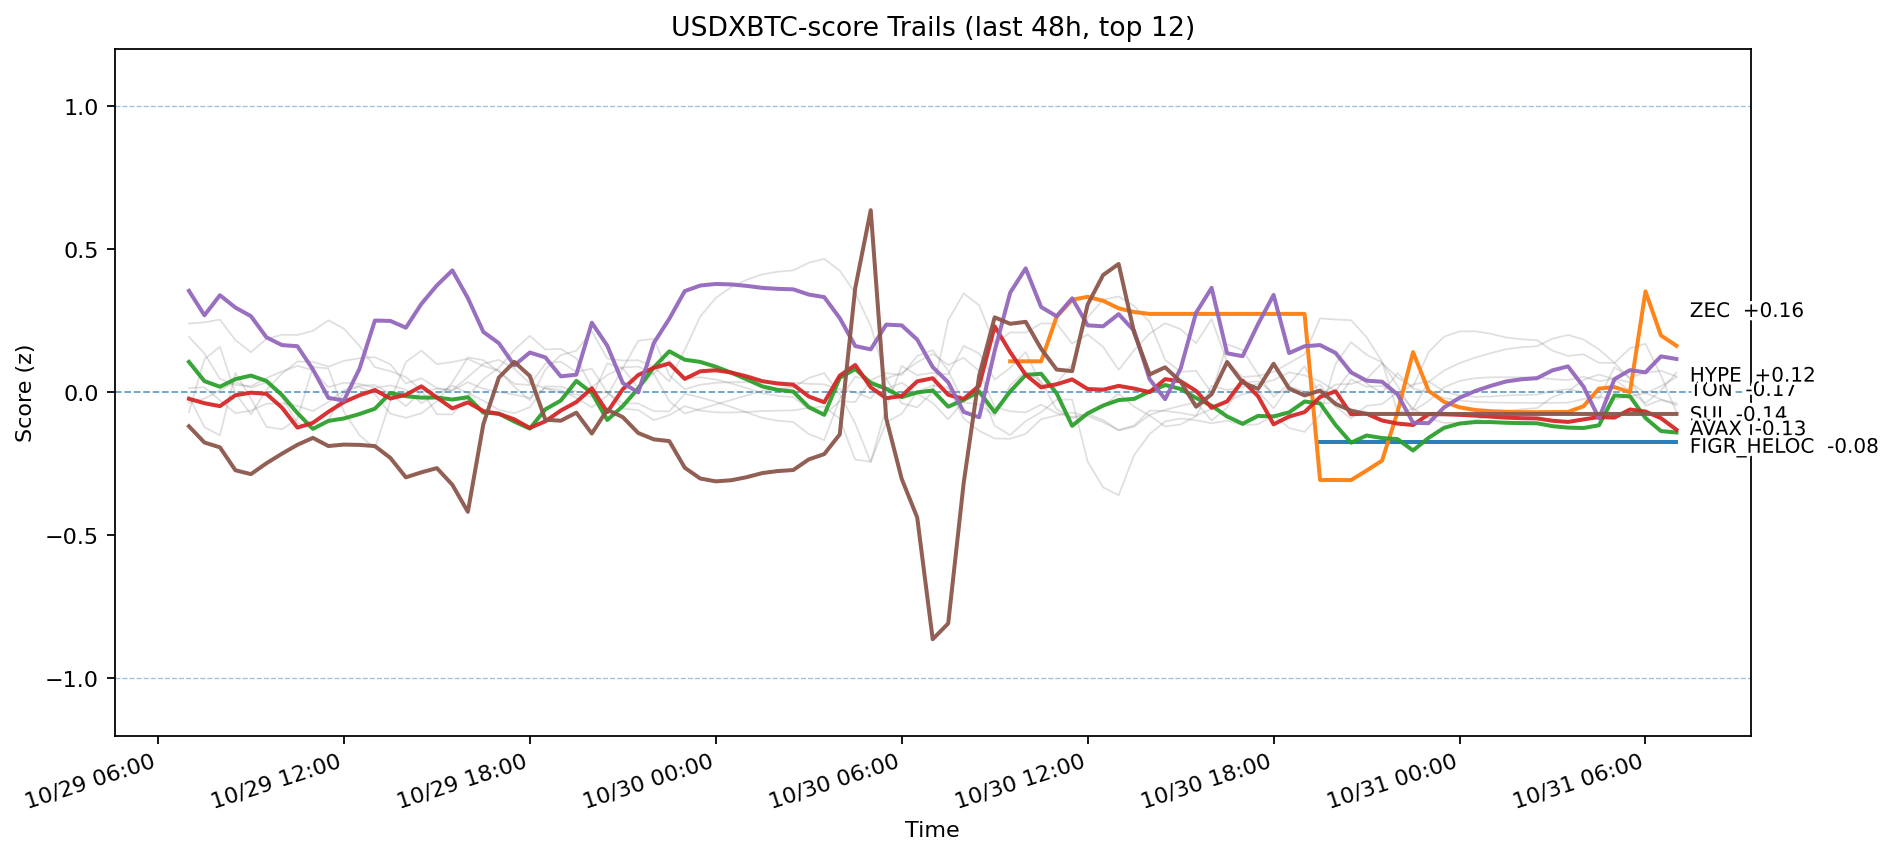 USDXBTC-score Trails (last 48h, top 12)
Score (z)
1.0
0.5
0.0
−0.5
−1.0
ZEC +0.16
HYPE +0.12
TON -0.17
-0.14
AVAX -0.13
FIGR_HELOC -0.08
10/29 06:00
10/29 12:00
10/29 18:00
10/30 00:00
10/30 06:00
10/30 12:00
10/30 18:00
10/31 00:00
10/31 06:00
Time